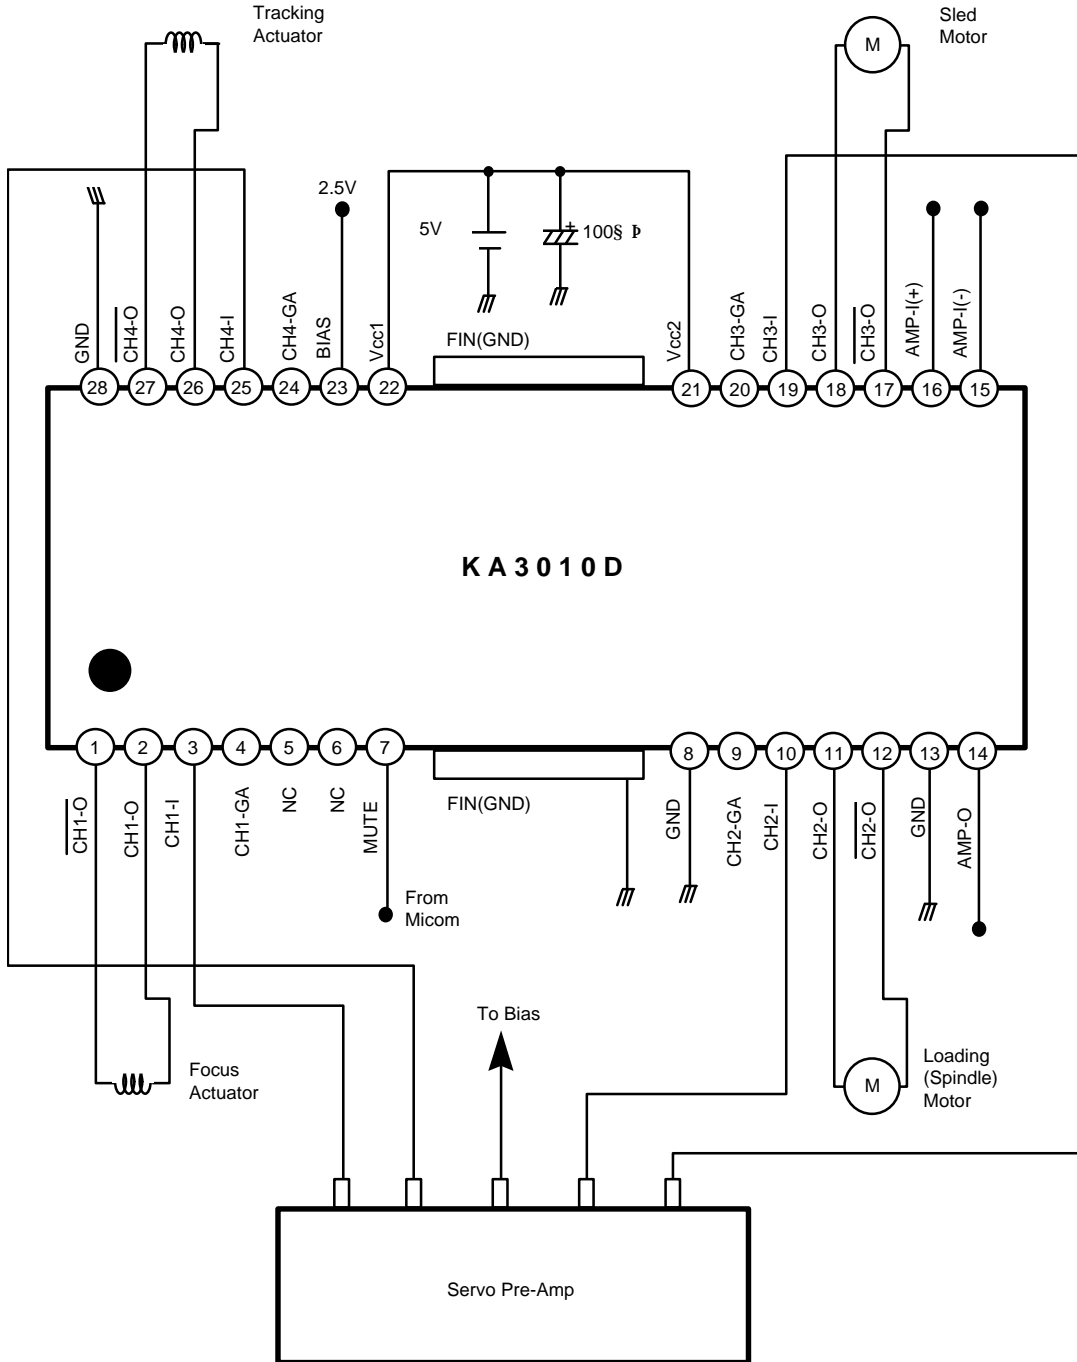 Tracking
Actuator
Sled
Motor
M
2.5V
5V
+
100§ Þ
GND
CH4-O
CH4-O
CH4-I
CH4-GA
BIAS
Vcc1
FIN(GND)
Vcc2
CH3-GA
CH3-I
CH3-O
CH3-O
AMP-I(+)
AMP-I(-)
28 27 26 25 24 23 22 21 20 19 18 17 16 15
KA3010D
1 2 3 4 5 6 7 8 9 10 11 12 13 14
CH1-O
CH1-O
CH1-I
CH1-GA
NC
NC
MUTE
FIN(GND)
GND
CH2-GA
CH2-I
CH2-O
CH2-O
GND
AMP-O
From
Micom
To Bias
Focus
Actuator
M
Loading
(Spindle)
Motor
Servo Pre-Amp